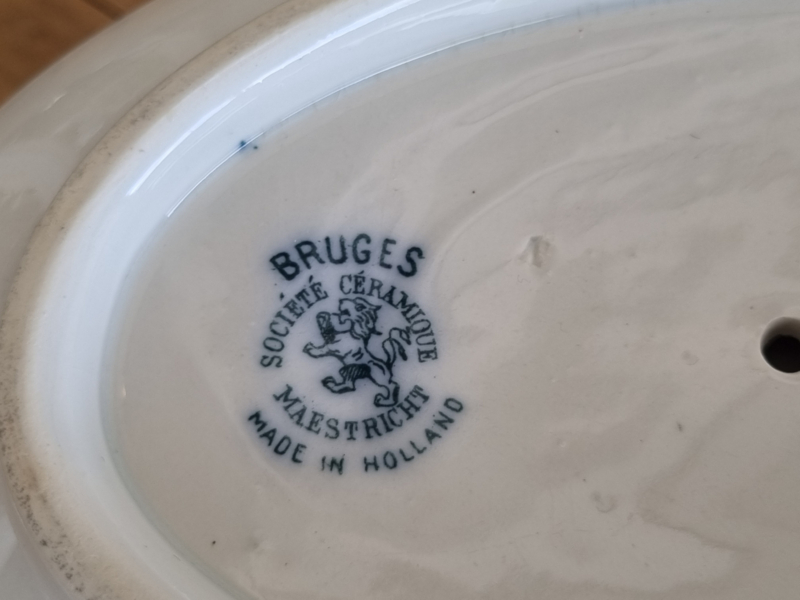 BRUGES
SOCIÉTÉ CÉRAMIQUE
MAESTRICHT
MADE IN HOLLAND